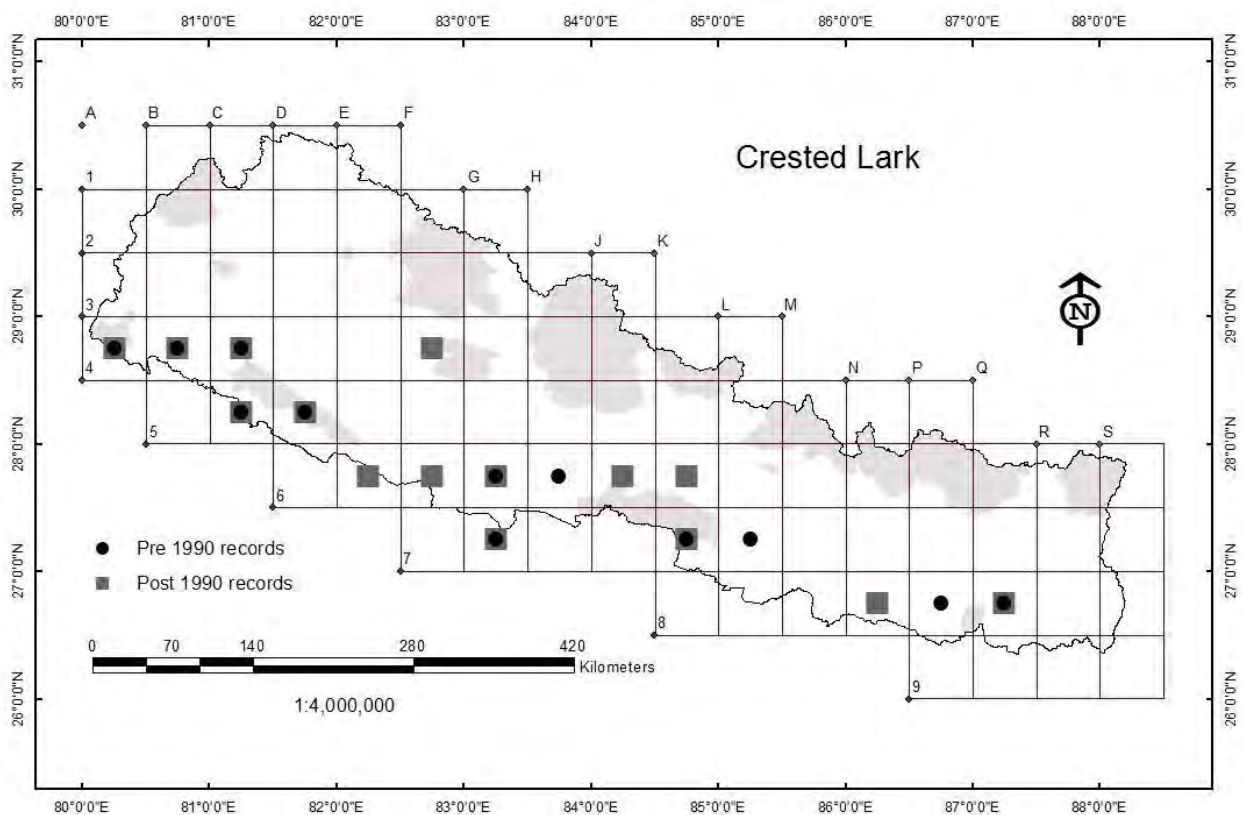 80°0'0"E 81°0'0"E 82°0'0"E 83°0'0"E 84°0'0"E 85°0'0"E 86°0'0"E 87°0'0"E 88°0'0"E
31°0'0"N 31°0'0"N
A B C D E F
Crested Lark
1 G H
30°0'0"N 30°0'0"N
2 J K
3 L M
29°0'0"N 29°0'0"N
N
4 N P Q
5 R S
28°0'0"N 28°0'0"N
6
Pre 1990 records
Post 1990 records
7
27°0'0"N 27°0'0"N
8
0 70 140 280 420
Kilometers
1:4,000,000
9
26°0'0"N 26°0'0"N
80°0'0"E 81°0'0"E 82°0'0"E 83°0'0"E 84°0'0"E 85°0'0"E 86°0'0"E 87°0'0"E 88°0'0"E